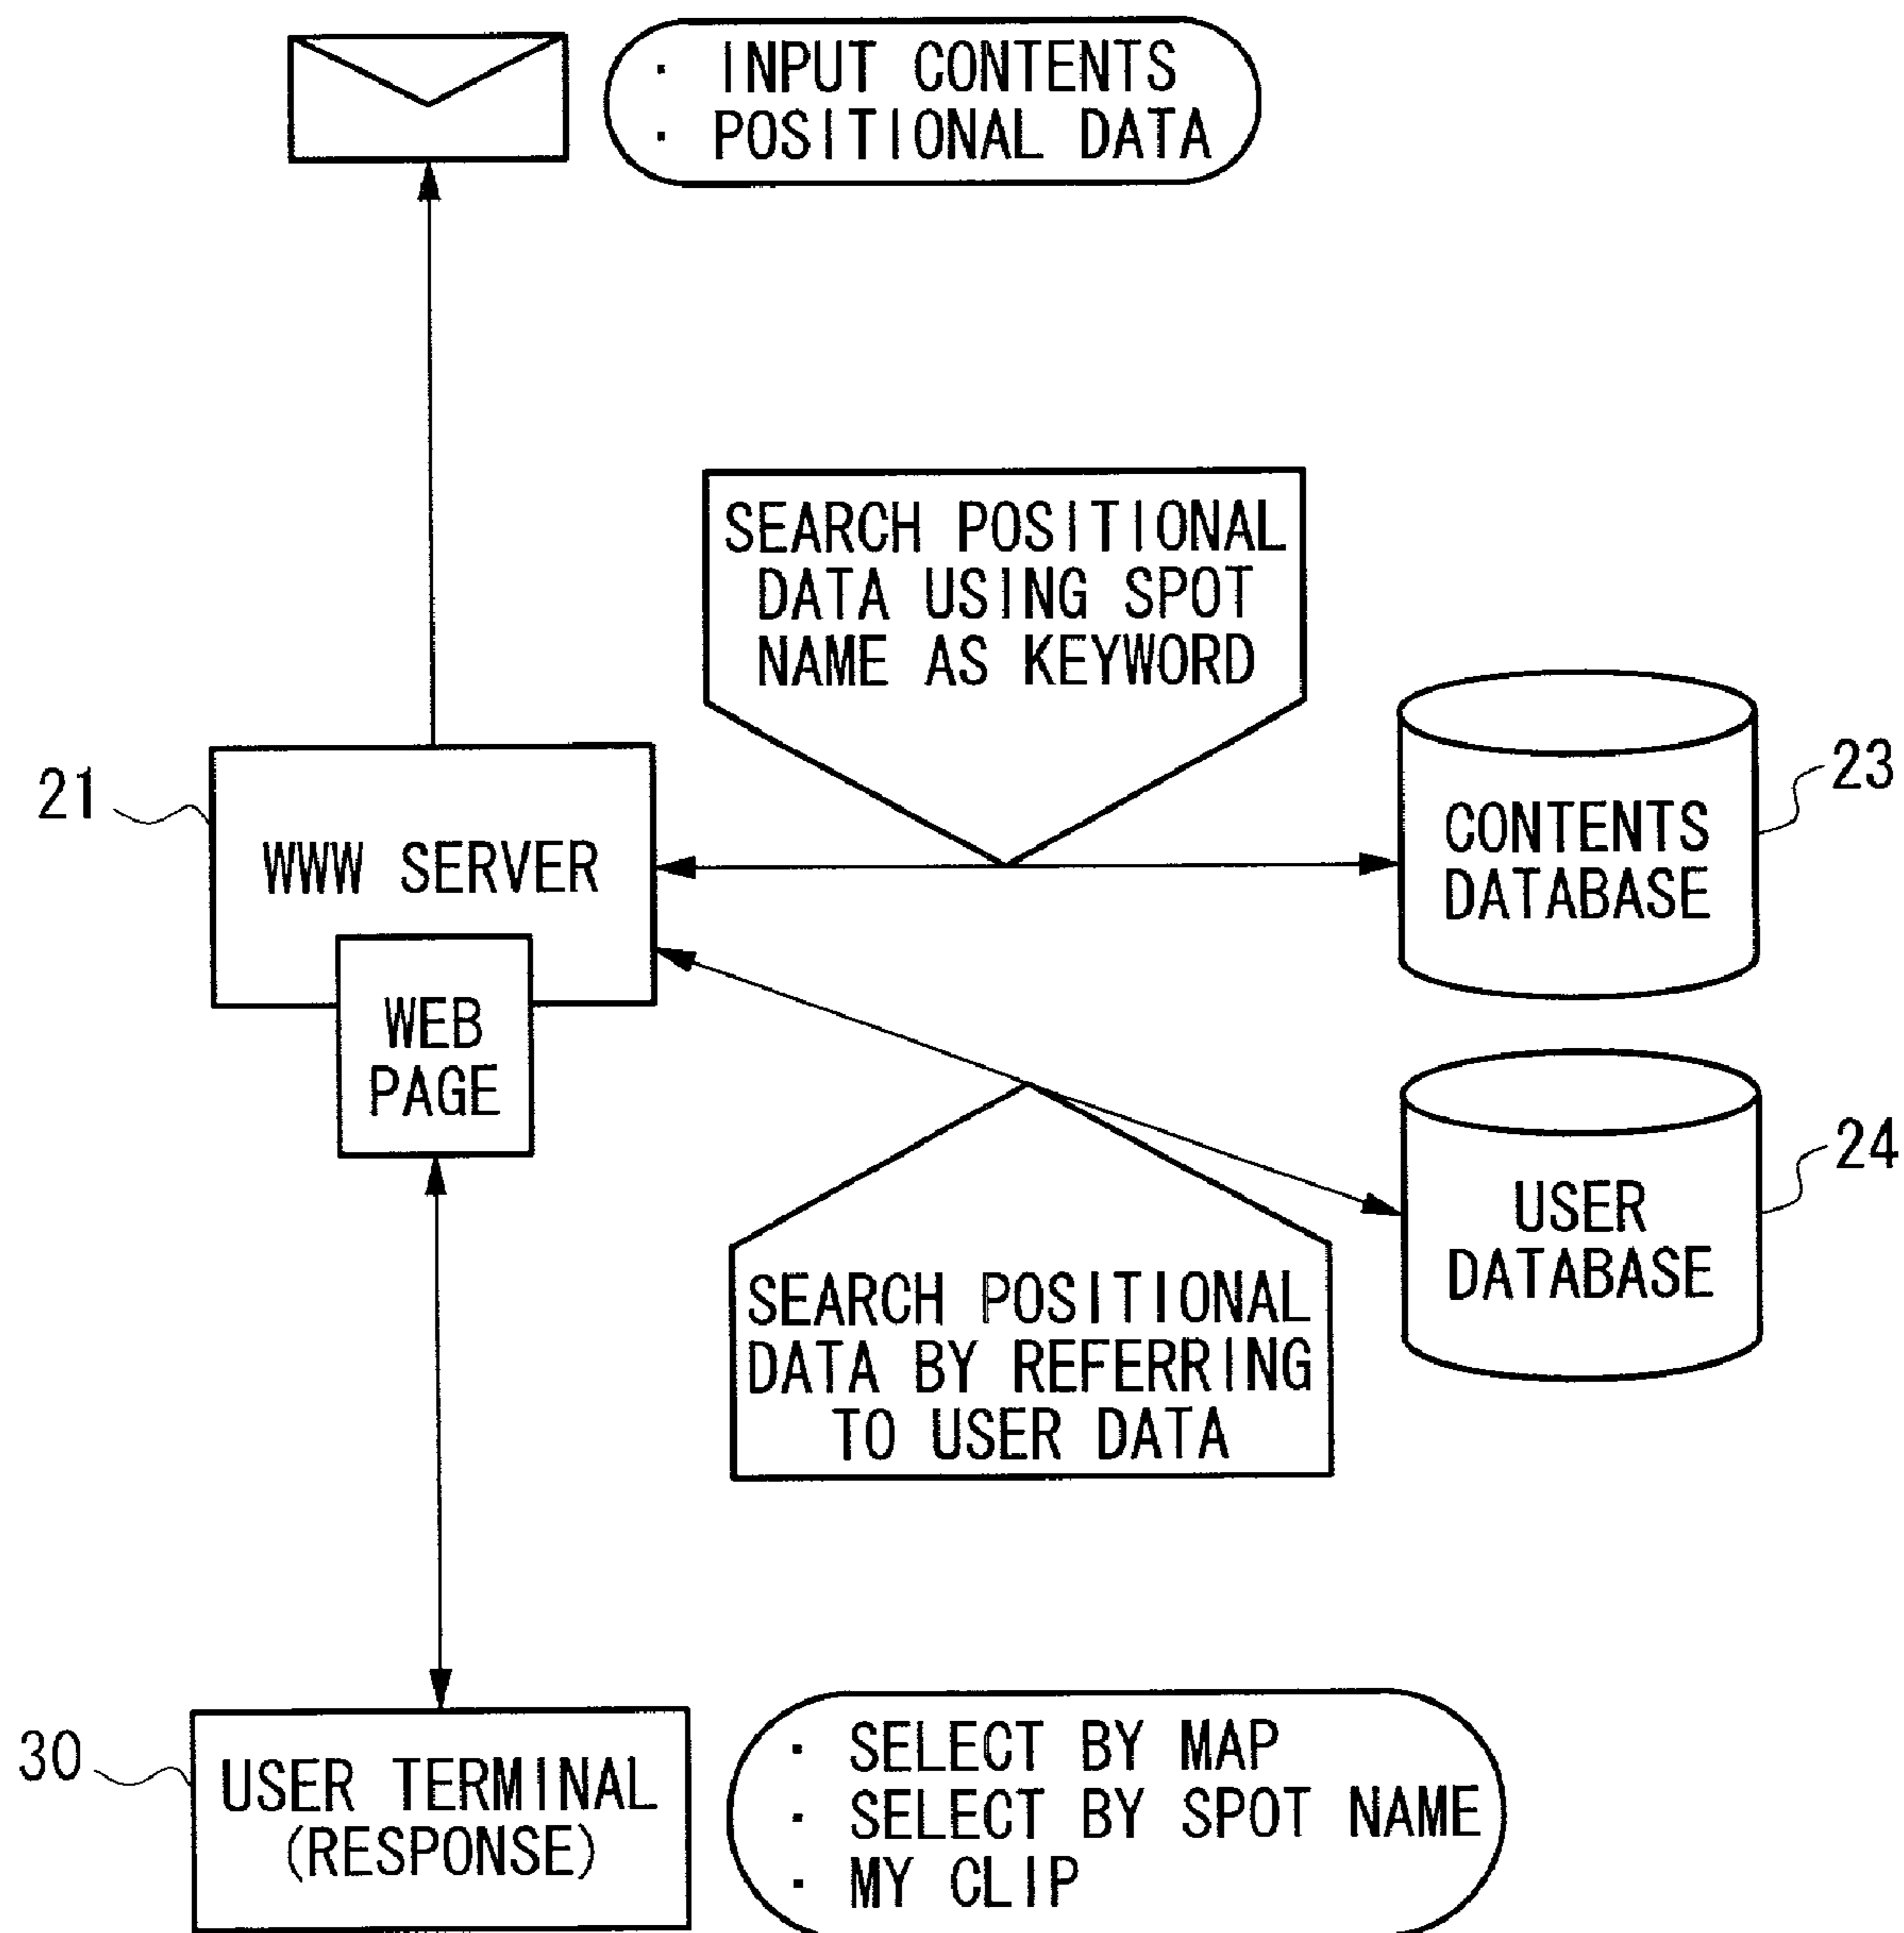 · INPUT CONTENTS
· POSITIONAL DATA
SEARCH POSITIONAL
DATA USING SPOT
NAME AS KEYWORD
21
WWW SERVER
23
CONTENTS
DATABASE
WEB
PAGE
24
USER
DATABASE
SEARCH POSITIONAL
DATA BY REFERRING
TO USER DATA
30
USER TERMINAL
(RESPONSE)
· SELECT BY MAP
· SELECT BY SPOT NAME
· MY CLIP